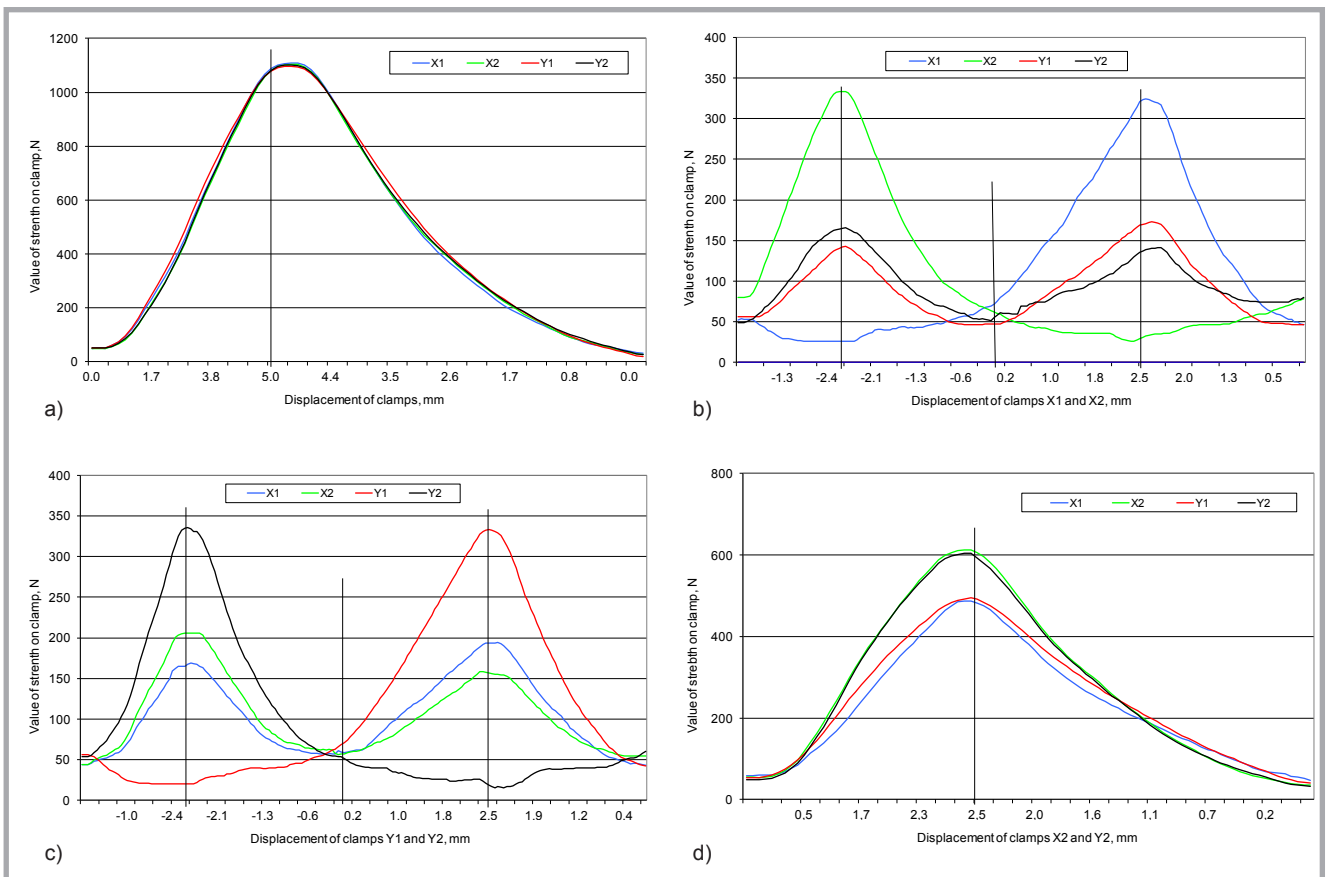 1200
1000
800
600
400
200
0
Value of strenth on clamp,N
X1 X2 Y1 Y2
0.0 1.7 3.8 5.0 4.4 3.5 2.6 1.7 0.8 0.0
Displacement of clamps, mm
a)
400
350
300
250
200
150
100
50
0
Value of strenth on clamp, N
X1 X2 Y1 Y2
-1.3 -2.4 -2.1 -1.3 -0.6 0.2 1.0 1.8 2.5 2.0 1.3 0.5
Displacement of clamps X1 and X2, mm
b)
400
350
300
250
200
150
100
50
0
Value of strenth on clamp, N
X1 X2 Y1 Y2
-1.0 -2.4 -2.1 -1.3 -0.6 0.2 1.0 1.8 2.5 1.9 1.2 0.4
Displacement of clamps Y1 and Y2, mm
c)
800
600
400
200
0
Value of strebth on clamp, N
X1 X2 Y1 Y2
0.5 1.7 2.3 2.5 2.0 1.6 1,1 0.7 0.2
Displacement of clamps X2 and Y2, mm
d)